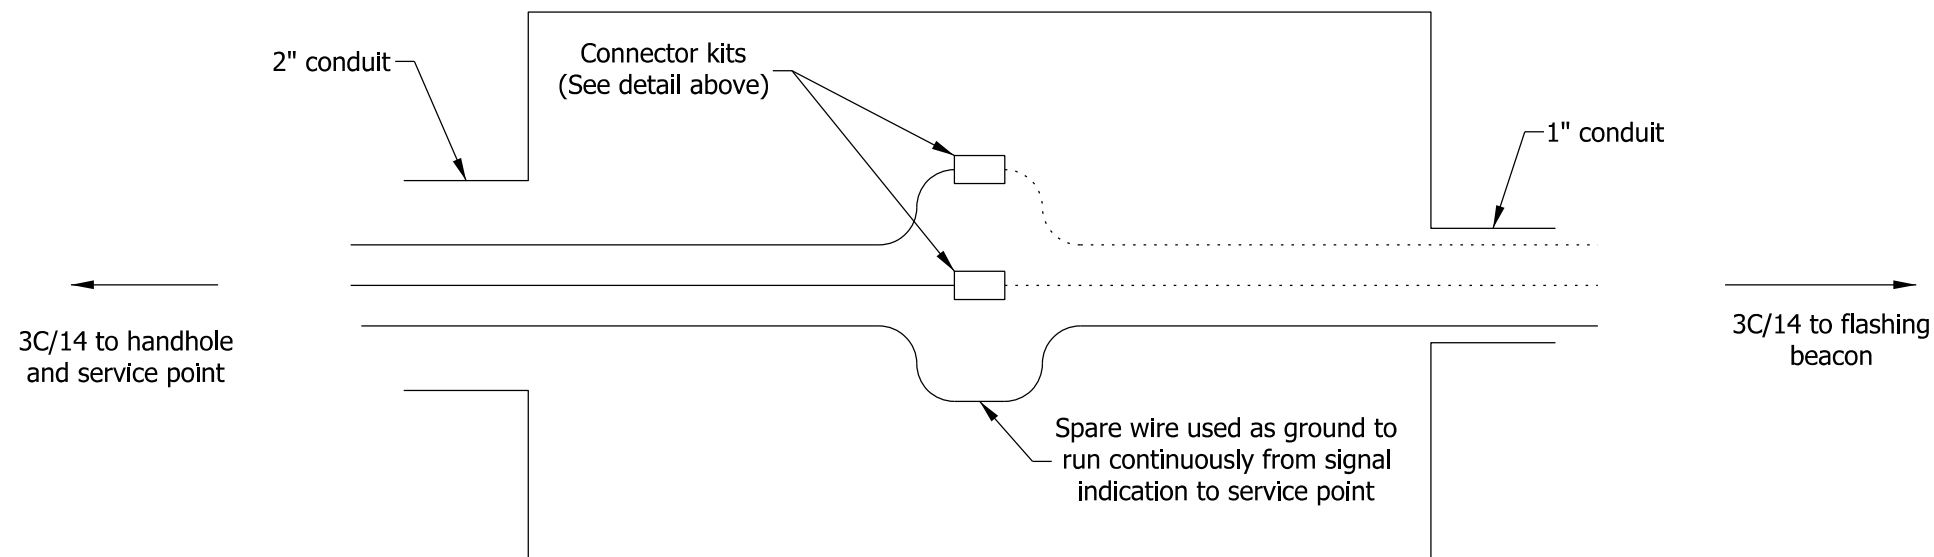 2" conduit
Connector kits
(See detail above)
1" conduit
3C/14 to handhole
and service point
3C/14 to flashing
beacon
Spare wire used as ground to
run continuously from signal
indication to service point